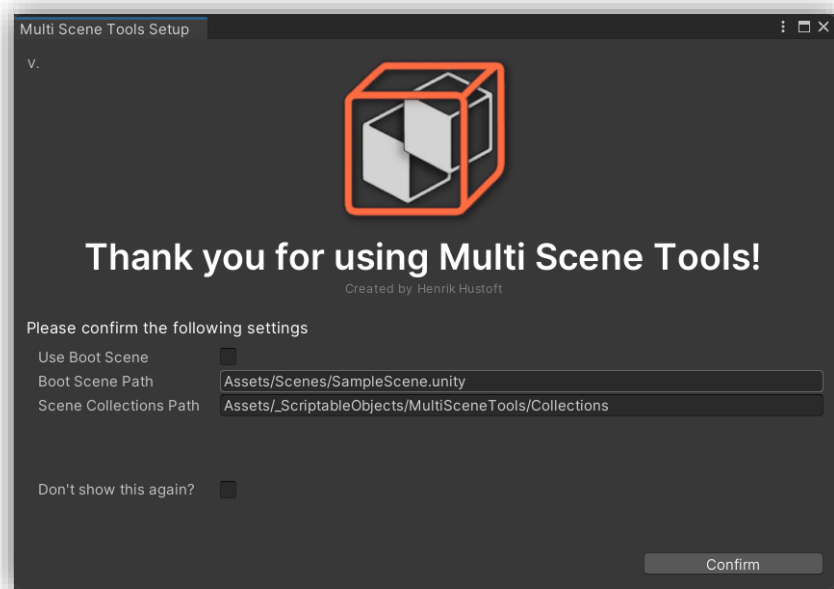 Multi Scene Tools Setup
V.
Thank you for using Multi Scene Tools!
Created by Henrik Hustoft
Please confirm the following settings
Use Boot Scene
Boot Scene Path Assets/Scenes/SampleScene.unity
Scene Collections Path Assets/_ScriptableObjects/MultiSceneTools/Collections
Don't show this again?
Confirm